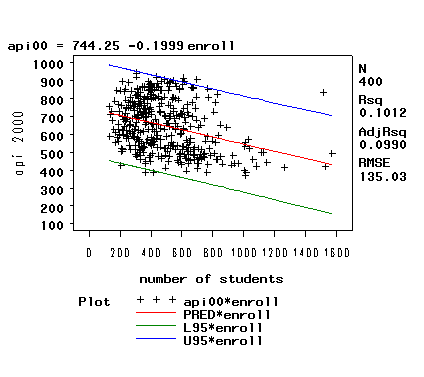 api00 = 744.25 -0.1999 enroll
1000
900
800
700
600
500
400
300
200
100
api 2000
N
400
Rsq
0.1012
AdjRsq
0.0990
RMSE
135.03
0 200 400 600 800 1000 1200 1400 1600
number of students
Plot + + + api00*enroll
PRED*enroll
L95*enroll
U95*enroll